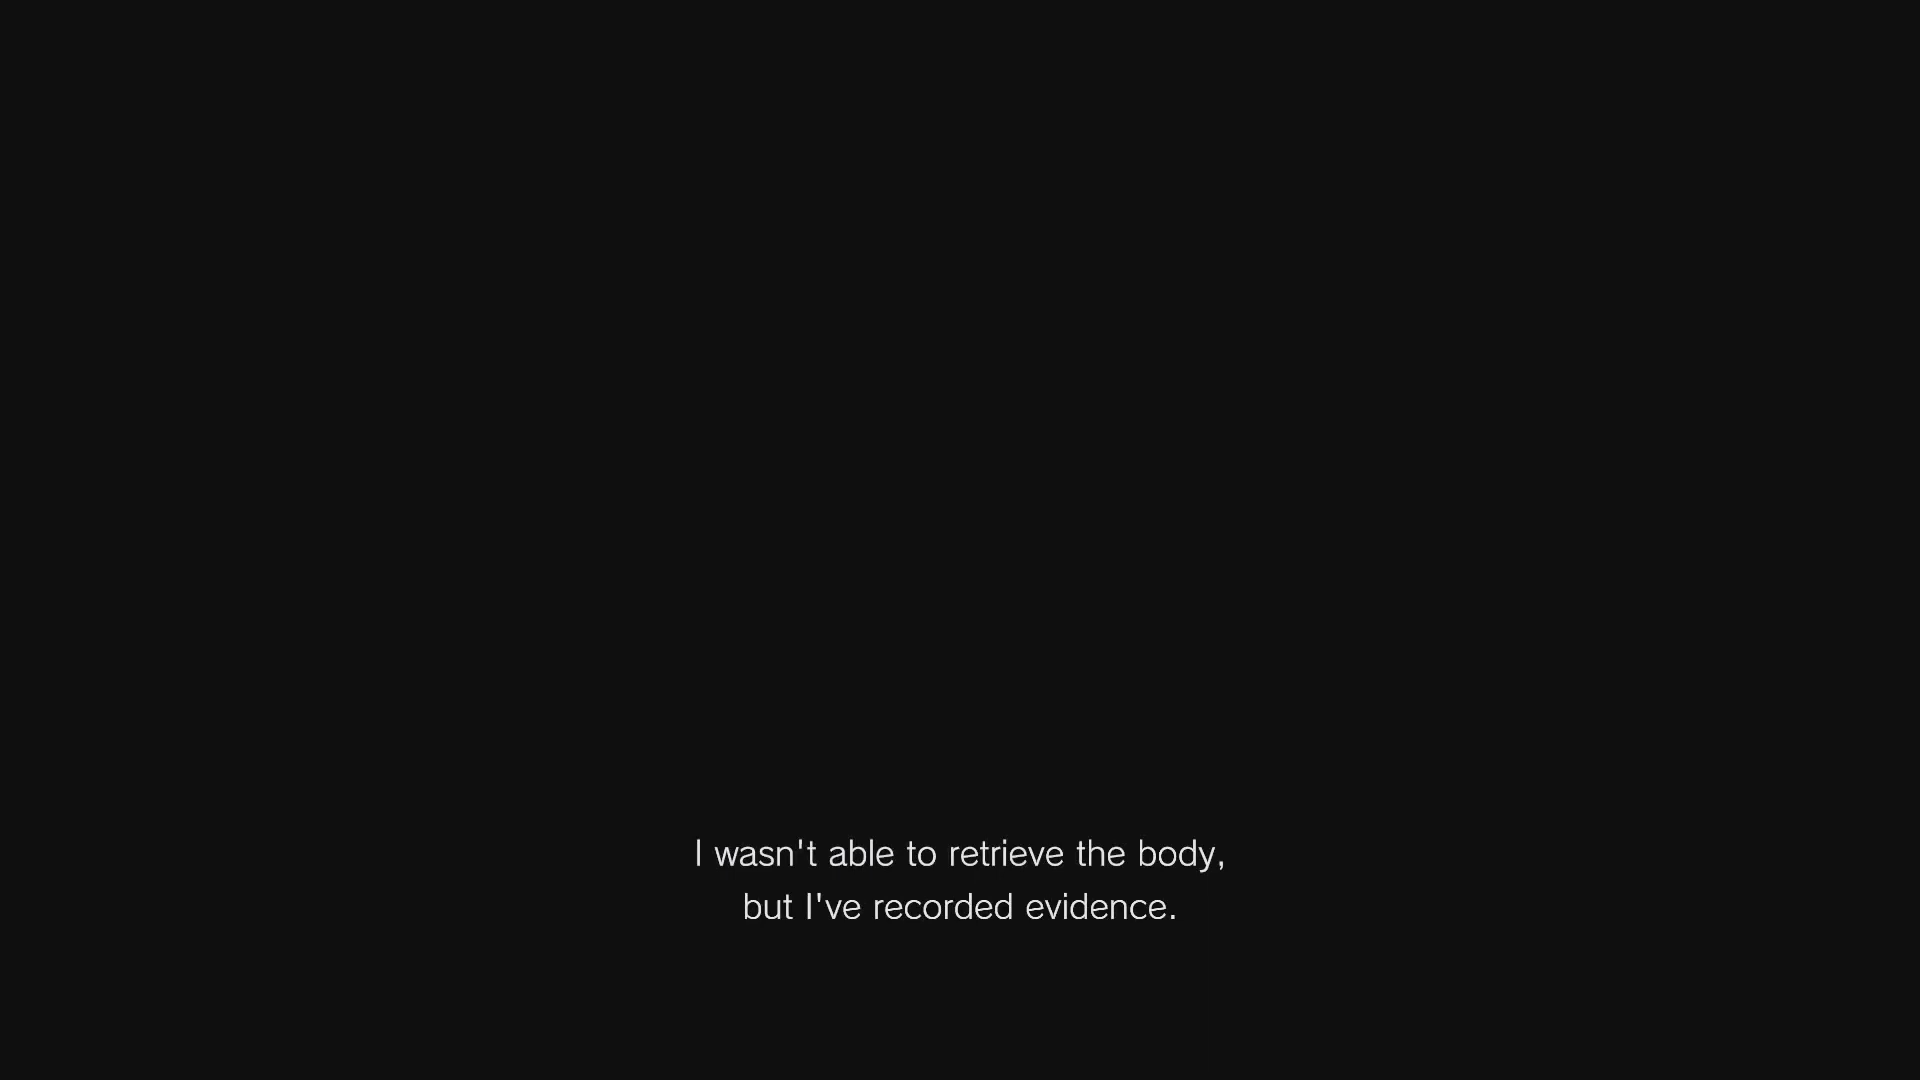 I wasn't able to retrieve the body,
but I've recorded evidence.